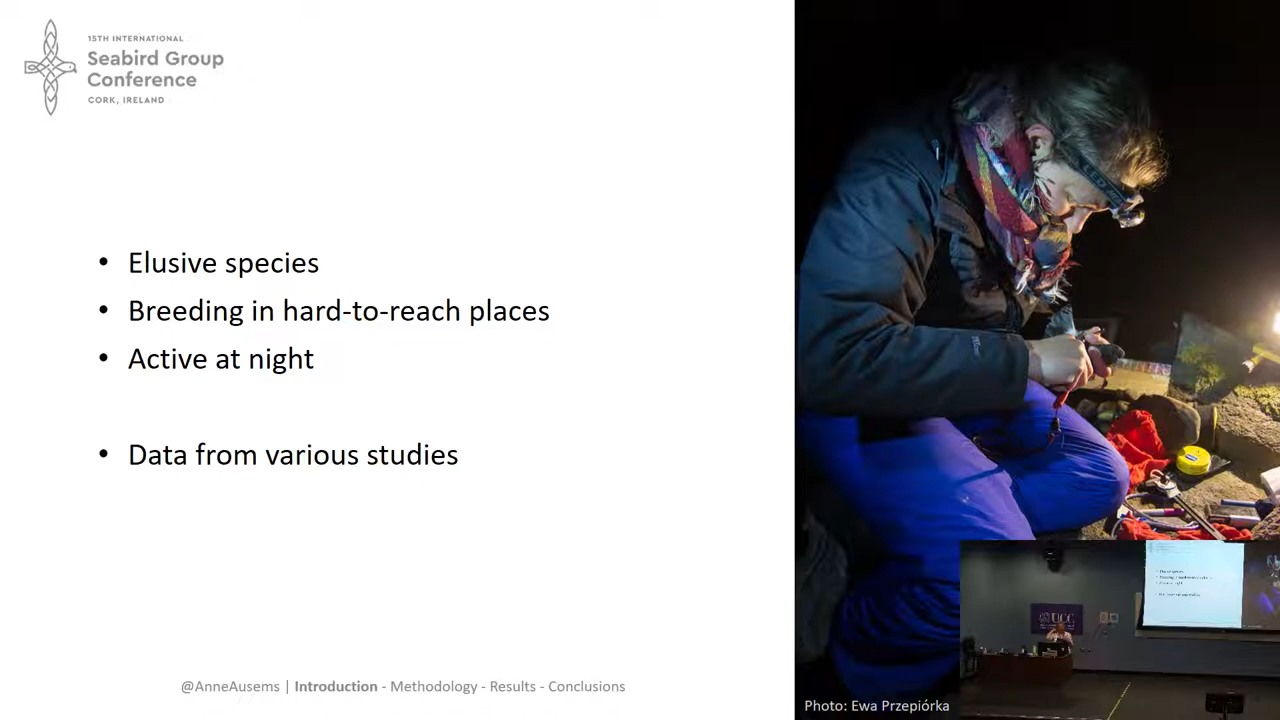 15TH INTERNATIONAL
Seabird Group
Conference
CORK, IRELAND
• Elusive species
• Breeding in hard-to-reach places
• Active at night
• Data from various studies
@AnneAusems | Introduction - Methodology - Results - Conclusions
Photo: Ewa Przepiórka
UCC